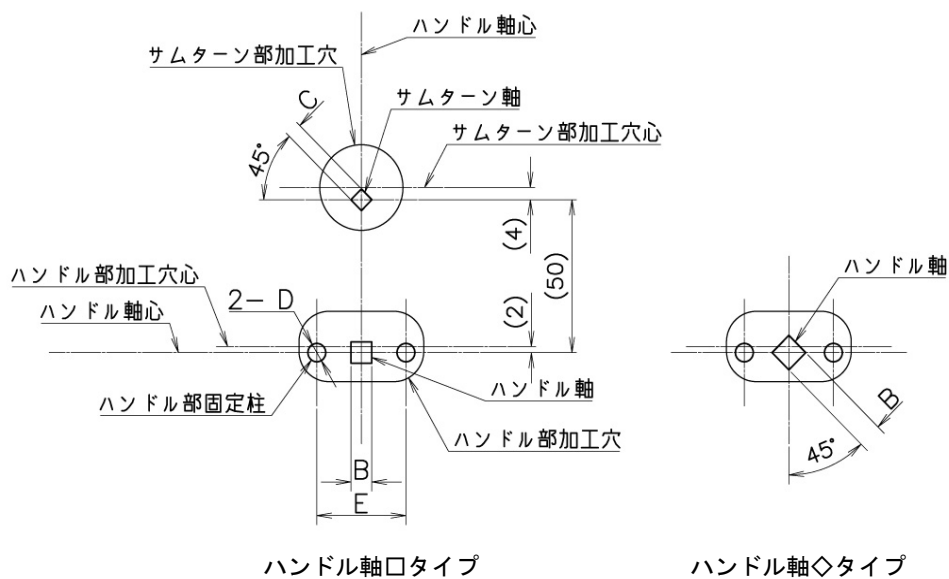 ハンドル軸心
サムターン部加工穴
サムターン軸
C
サムターン部加工穴心
45°
(4)
(50)
ハンドル部加工穴心
2- D
(2)
ハンドル軸心
ハンドル軸
ハンドル部固定柱
ハンドル軸
B
ハンドル部加工穴
B
45°
E
ハンドル軸□タイプ
ハンドル軸◇タイプ